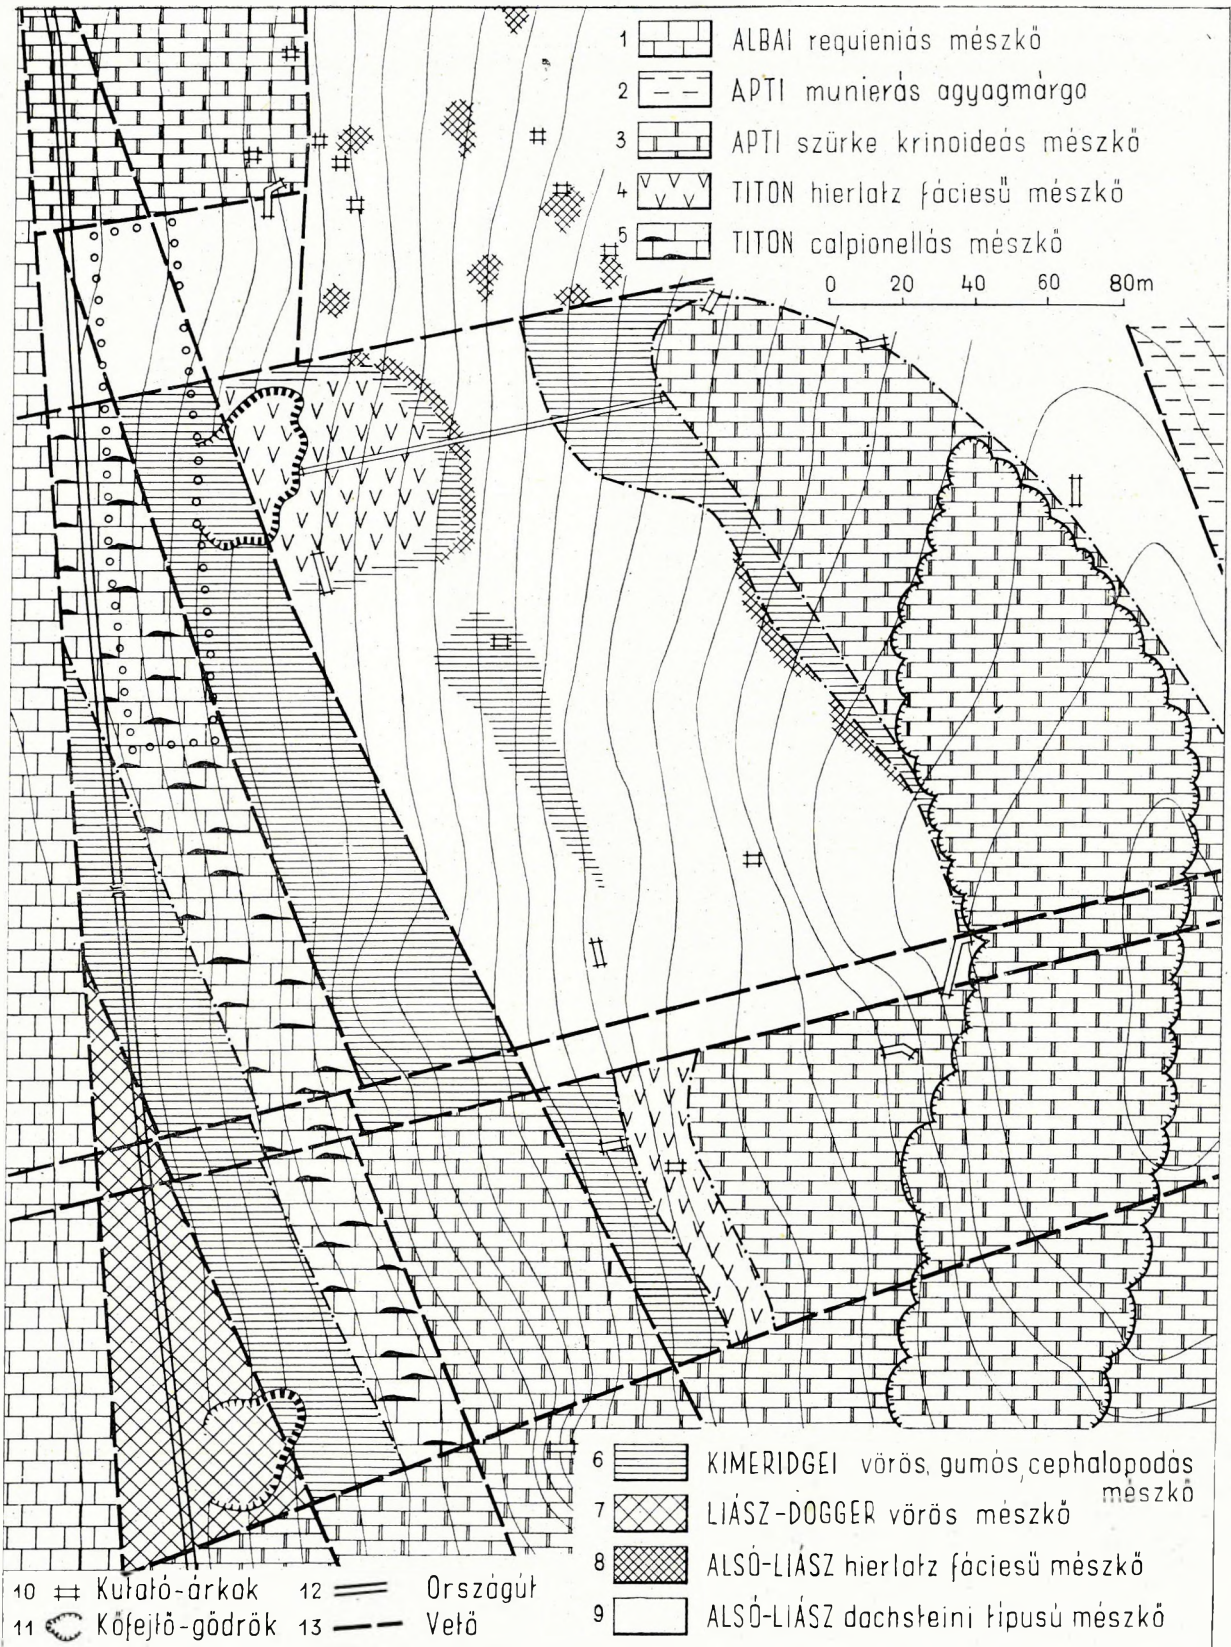 1 ALBAI requieniás mészkő
2 APTI munierás agyagmárga
3 APTI szürke krinoideás mészkő
4 TITON hierlatz fáciesű mészkő
5 TITON calpionellás mészkő
0 20 40 60 80m
6 KIMERIDGEI vörös, gumós, cephalopodás
mészkő
7 LIÁSZ-DOGGER vörös mészkő
8 ALSÓ-LIÁSZ hierlatz fáciesű mészkő
9 ALSÓ-LIÁSZ dachsteini típusú mészkő
10 Kutató-árkok 12 Országút
11 Kőfejtő-gödrök 13 Vető